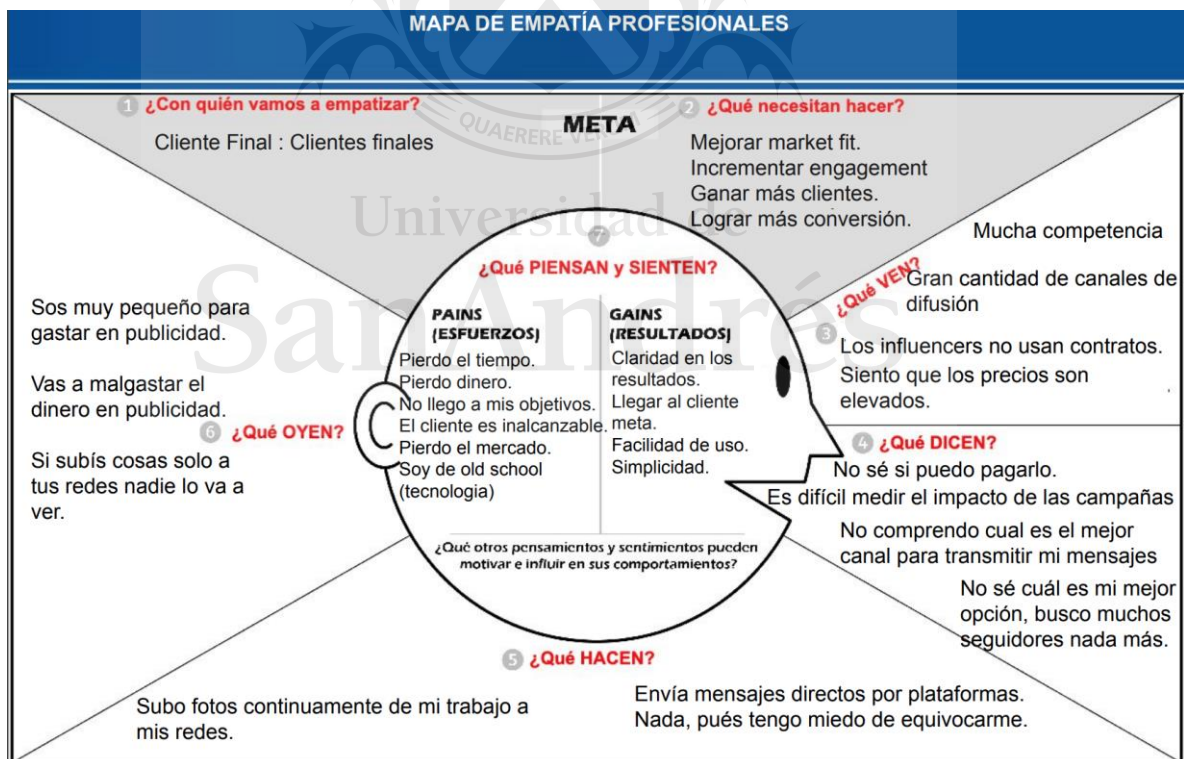 MAPA DE EMPATÍA PROFESIONALES
1 ¿Con quién vamos a empatizar?
Cliente Final : Clientes finales
META
2 ¿Qué necesitan hacer?
Mejorar market fit.
Incrementar engagement
Ganar más clientes.
Lograr más conversión.
QUAERERE VERUM
Universidad de
SanAndrés
Mucha competencia
¿Qué VEN?
3
Gran cantidad de canales de
difusión
Los influencers no usan contratos.
Siento que los precios son
elevados.
4 ¿Qué DICEN?
No sé si puedo pagarlo.
Es difícil medir el impacto de las campañas
No comprendo cual es el mejor
canal para transmitir mi mensajes
No sé cuál es mi mejor
opción, busco muchos
seguidores nada más.
5 ¿Qué HACEN?
Subo fotos continuamente de mi trabajo a
mis redes.
Envía mensajes directos por plataformas.
Nada, pués tengo miedo de equivocarme.
Sos muy pequeño para
gastar en publicidad.
Vas a malgastar el
dinero en publicidad.
6 ¿Qué OYEN?
Si subís cosas solo a
tus redes nadie lo va a
ver.
7
¿Qué PIENSAN y SIENTEN?
PAINS
(ESFUERZOS)
Pierdo el tiempo.
Pierdo dinero.
No llego a mis objetivos.
El cliente es inalcanzable.
Pierdo el mercado.
Soy de old school
(tecnologia)
GAINS
(RESULTADOS)
Claridad en los
resultados.
Llegar al cliente
meta.
Facilidad de uso.
Simplicidad.
¿Qué otros pensamientos y sentimientos pueden
motivar e influir en sus comportamientos?